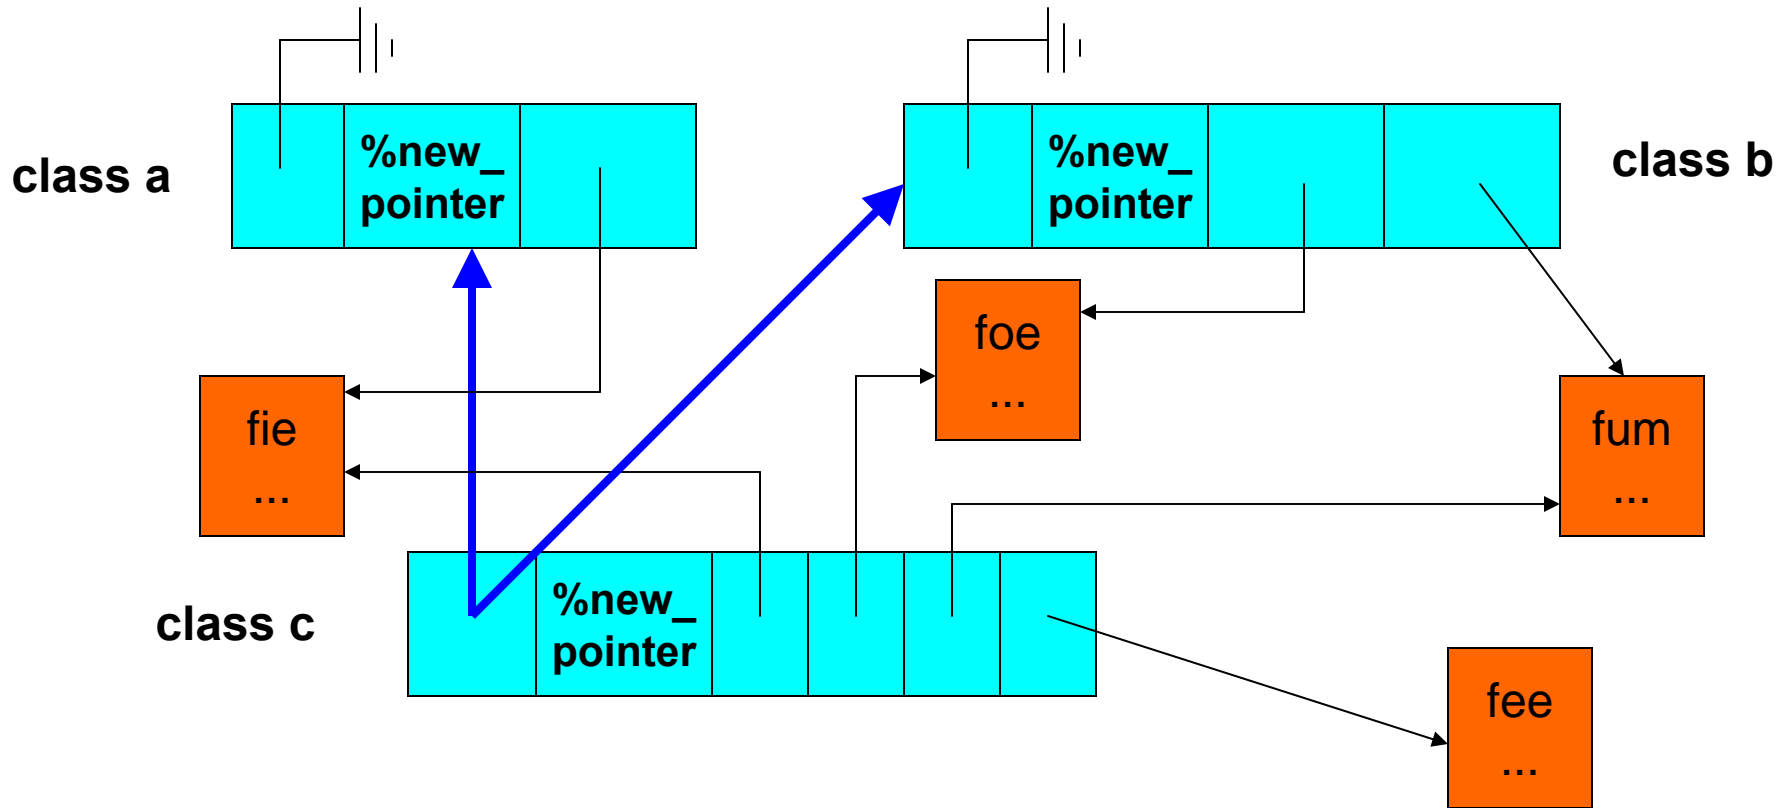 class a
%new_
pointer
%new_
pointer
class b
foe
...
fie
...
fum
...
class c
%new_
pointer
fee
...